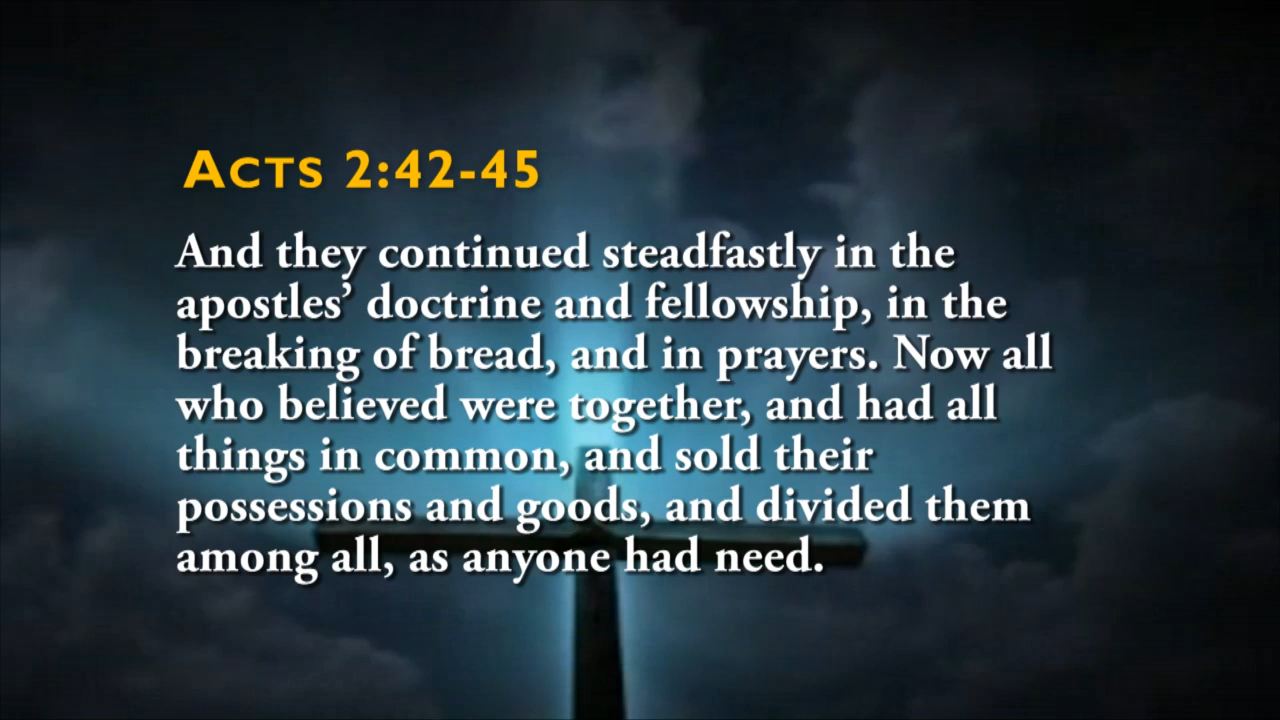 ACTS 2:42-45
And they continued steadfastly in the
apostles’ doctrine and fellowship, in the
breaking of bread, and in prayers. Now all
who believed were together, and had all
things in common, and sold their
possessions and goods, and divided them
among all, as anyone had need.